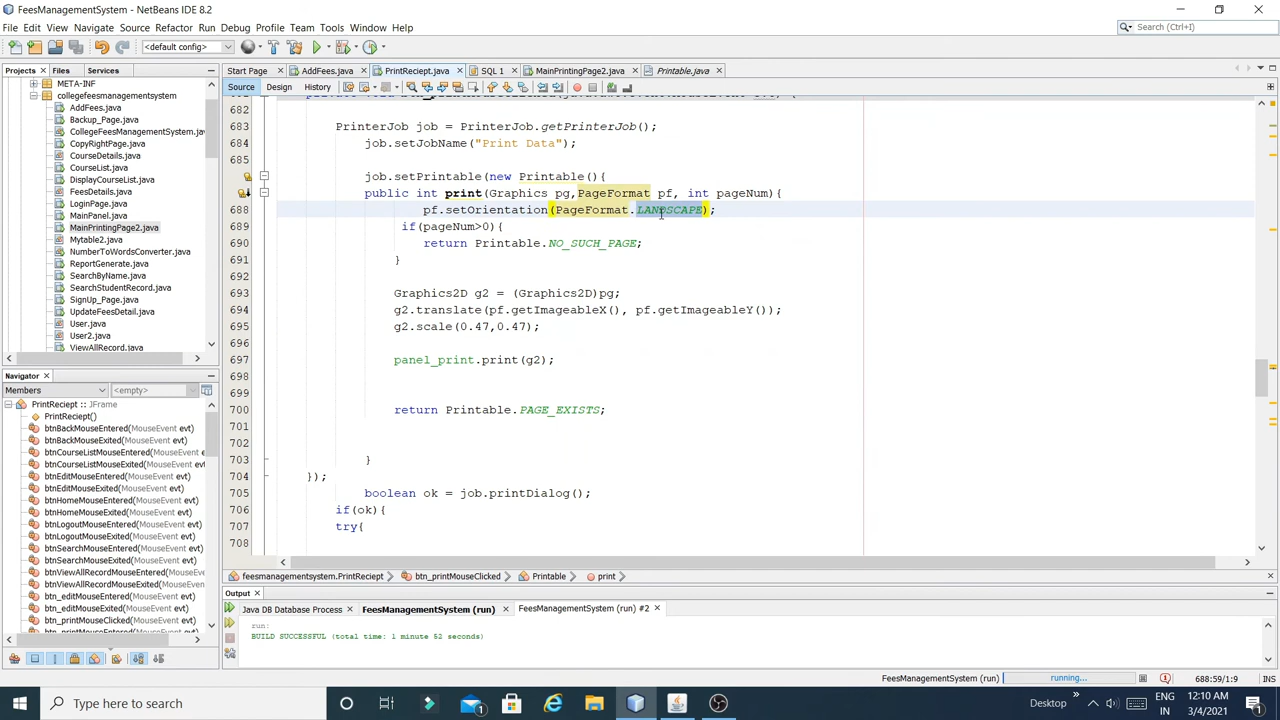 FeesManagementSystem - NetBeans IDE 8.2
File Edit View Navigate Source Refactor Run Debug Profile Team Tools Window Help
Search (Ctrl+I)
<default config>
Projects Files Services
Start Page AddFees.java PrintReciept.java SQL 1 MainPrintingPage2.java Printable.java
Source Design History
META-INF
collegefeesmanagementsystem
AddFees.java
Backup_Page.java
CollegeFeesManagementSystem.java
CopyRightPage.java
CourseDetails.java
CourseList.java
DisplayCourseList.java
FeesDetails.java
LoginPage.java
MainPanel.java
MainPrintingPage2.java
Mytable2.java
NumberToWordsConverter.java
ReportGenerate.java
SearchByName.java
SearchStudentRecord.java
SignUp_Page.java
UpdateFeesDetail.java
User.java
User2.java
ViewAllRecord.java
682
683 PrinterJob job = PrinterJob.getPrinterJob();
684 job.setJobName("Print Data");
685
job.setPrintable(new Printable(){
public int print(Graphics pg,PageFormat pf, int pageNum){
688 pf.setOrientation(PageFormat.LANDSCAPE);
689 if(pageNum>0){
690 return Printable.NO_SUCH_PAGE;
691 }
692
693 Graphics2D g2 = (Graphics2D)pg;
694 g2.translate(pf.getImageableX(), pf.getImageableY());
695 g2.scale(0.47,0.47);
696
697 panel_print.print(g2);
698
699
700 return Printable.PAGE_EXISTS;
701
702
703 }
704 });
705 boolean ok = job.printDialog();
706 if(ok){
707 try{
708
feesmanagementsystem.PrintReciept btn_printMouseClicked Printable print
Navigator
Members <empty>
PrintReciept :: JFrame
PrintReciept()
btnBackMouseEntered(MouseEvent evt)
btnBackMouseExited(MouseEvent evt)
btnCourseListMouseEntered(MouseEvent evt)
btnCourseListMouseExited(MouseEvent evt)
btnEditMouseEntered(MouseEvent evt)
btnEditMouseExited(MouseEvent evt)
btnHomeMouseEntered(MouseEvent evt)
btnHomeMouseExited(MouseEvent evt)
btnLogoutMouseEntered(MouseEvent evt)
btnLogoutMouseExited(MouseEvent evt)
btnSearchMouseEntered(MouseEvent evt)
btnSearchMouseExited(MouseEvent evt)
btnViewAllRecordMouseEntered(MouseEvent evt)
btnViewAllRecordMouseExited(MouseEvent evt)
btn_editMouseEntered(MouseEvent evt)
btn_editMouseExited(MouseEvent evt)
btn_printMouseClicked(MouseEvent evt)
Output
Java DB Database Process FeesManagementSystem (run) FeesManagementSystem (run) #2
run:
BUILD SUCCESSFUL (total time: 1 minute 52 seconds)
FeesManagementSystem (run) running... 688:59/1:9 INS
Type here to search
Desktop
ENG
IN
12:10 AM
3/4/2021